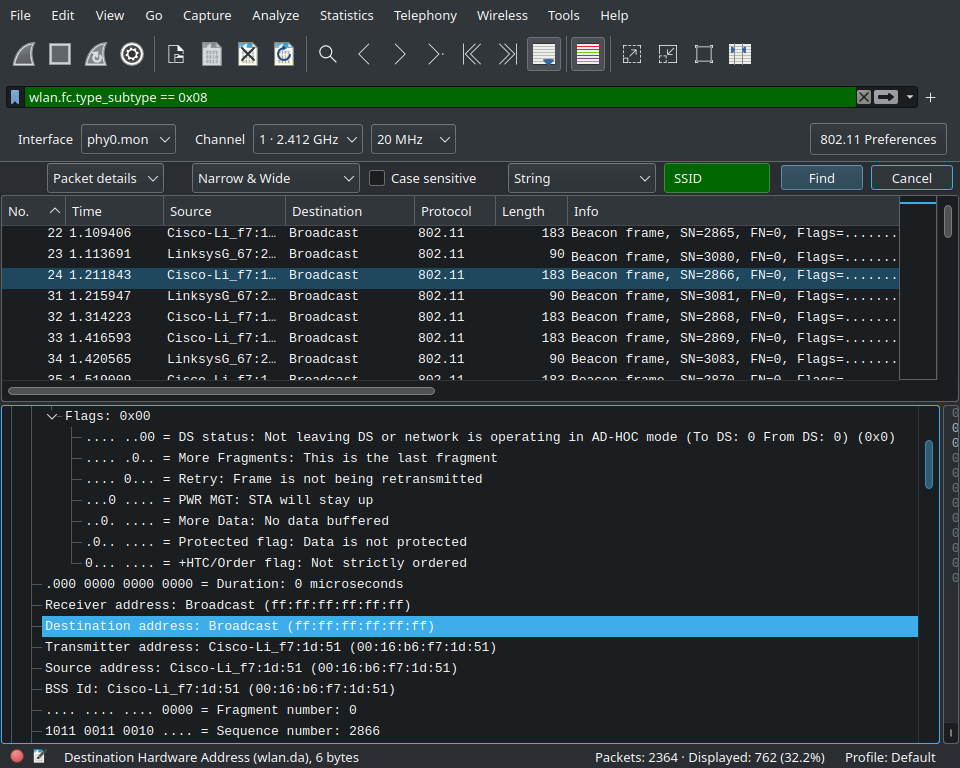 File Edit View Go Capture Analyze Statistics Telephony Wireless Tools Help
wlan.fc.type_subtype == 0x08
Interface phy0.mon Channel 1 · 2.412 GHz 20 MHz 802.11 Preferences
Packet details Narrow & Wide Case sensitive String SSID Find Cancel
No. Time Source Destination Protocol Length Info
22 1.109406 Cisco-Li_f7:1… Broadcast 802.11 183 Beacon frame, SN=2865, FN=0, Flags=.......
23 1.113691 LinksysG_67:2… Broadcast 802.11 90 Beacon frame, SN=3080, FN=0, Flags=.......
24 1.211843 Cisco-Li_f7:1… Broadcast 802.11 183 Beacon frame, SN=2866, FN=0, Flags=.......
31 1.215947 LinksysG_67:2… Broadcast 802.11 90 Beacon frame, SN=3081, FN=0, Flags=.......
32 1.314223 Cisco-Li_f7:1… Broadcast 802.11 183 Beacon frame, SN=2868, FN=0, Flags=.......
33 1.416593 Cisco-Li_f7:1… Broadcast 802.11 183 Beacon frame, SN=2869, FN=0, Flags=.......
34 1.420565 LinksysG_67:2… Broadcast 802.11 90 Beacon frame, SN=3083, FN=0, Flags=.......
35 1.519009 Cisco-Li_f7:1… Broadcast 802.11 183 Beacon frame, SN=2870, FN=0, Flags=
Flags: 0x00
.... ..00 = DS status: Not leaving DS or network is operating in AD-HOC mode (To DS: 0 From DS: 0) (0x0)
.... .0.. = More Fragments: This is the last fragment
.... 0... = Retry: Frame is not being retransmitted
...0 .... = PWR MGT: STA will stay up
..0. .... = More Data: No data buffered
.0.. .... = Protected flag: Data is not protected
0... .... = +HTC/Order flag: Not strictly ordered
.000 0000 0000 0000 = Duration: 0 microseconds
Receiver address: Broadcast (ff:ff:ff:ff:ff:ff)
Destination address: Broadcast (ff:ff:ff:ff:ff:ff)
Transmitter address: Cisco-Li_f7:1d:51 (00:16:b6:f7:1d:51)
Source address: Cisco-Li_f7:1d:51 (00:16:b6:f7:1d:51)
BSS Id: Cisco-Li_f7:1d:51 (00:16:b6:f7:1d:51)
.... .... .... 0000 = Fragment number: 0
1011 0011 0010 .... = Sequence number: 2866
Destination Hardware Address (wlan.da), 6 bytes Packets: 2364 · Displayed: 762 (32.2%) Profile: Default